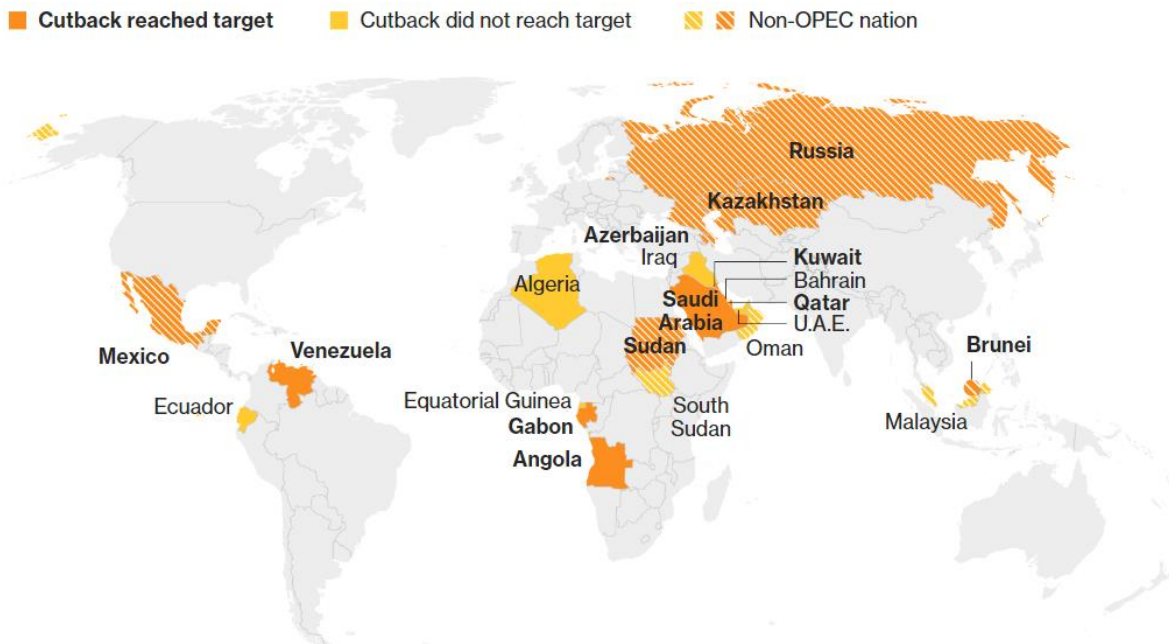 Cutback reached target
Cutback did not reach target
Non-OPEC nation
Russia
Kazakhstan
Azerbaijan
Iraq
Kuwait
Bahrain
Algeria
Saudi
Arabia
Qatar
U.A.E.
Sudan
Oman
Mexico
Venezuela
Brunei
Ecuador
Equatorial Guinea
Gabon
South
Sudan
Malaysia
Angola